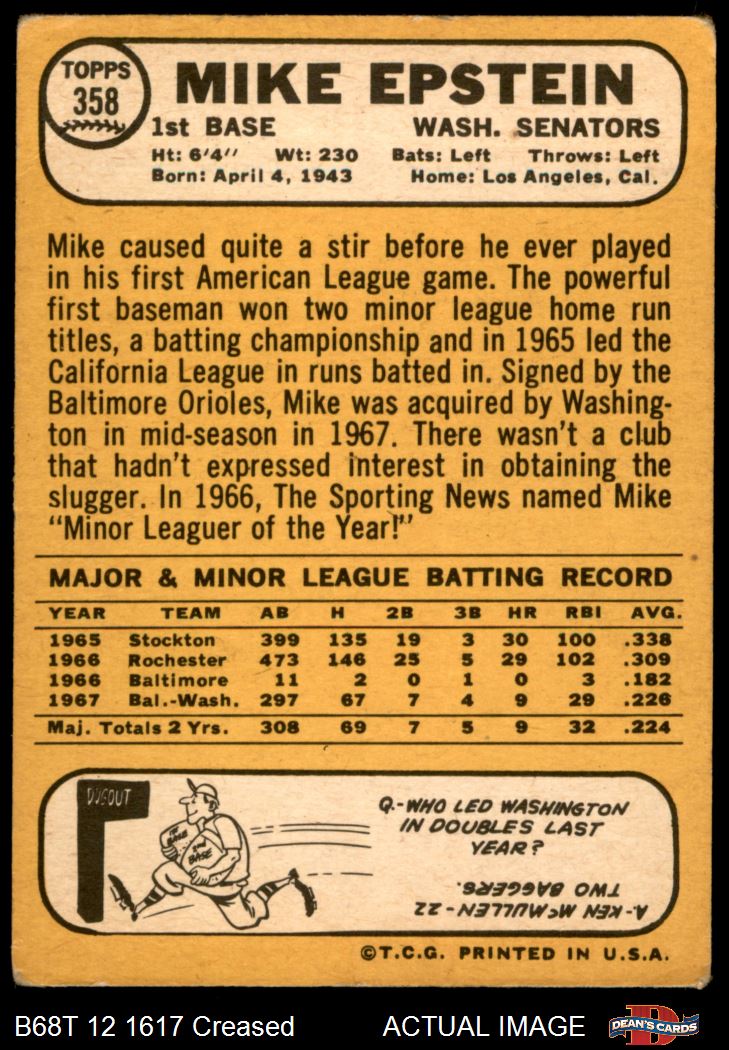 TOPPS
358
MIKE EPSTEIN
1st BASE WASH. SENATORS
Ht: 6'4" Wt: 230 Bats: Left Throws: Left
Born: April 4, 1943 Home: Los Angeles, Cal.
Mike caused quite a stir before he ever played
in his first American League game. The powerful
first baseman won two minor league home run
titles, a batting championship and in 1965 led the
California League in runs batted in. Signed by the
Baltimore Orioles, Mike was acquired by Washing-
ton in mid-season in 1967. There wasn't a club
that hadn't expressed interest in obtaining the
slugger. In 1966, The Sporting News named Mike
"Minor Leaguer of the Year!"
MAJOR & MINOR LEAGUE BATTING RECORD
YEAR TEAM AB H 2B 3B HR RBI AVG.
1965 Stockton 399 135 19 3 30 100 .338
1966 Rochester 473 146 25 5 29 102 .309
1966 Baltimore 11 2 0 1 0 3 .182
1967 Bal.-Wash. 297 67 7 4 9 29 .226
Maj. Totals 2 Yrs. 308 69 7 5 9 32 .224
DUGOUT
1ST
BASE
2nd
BASE
Q.-WHO LED WASHINGTON
IN DOUBLES LAST
YEAR?
A.-KEN McMULLEN-22
TWO BAGGERS.
©T.C.G. PRINTED IN U.S.A.
B68T 12 1617 Creased ACTUAL IMAGE
DEAN'S CARDS